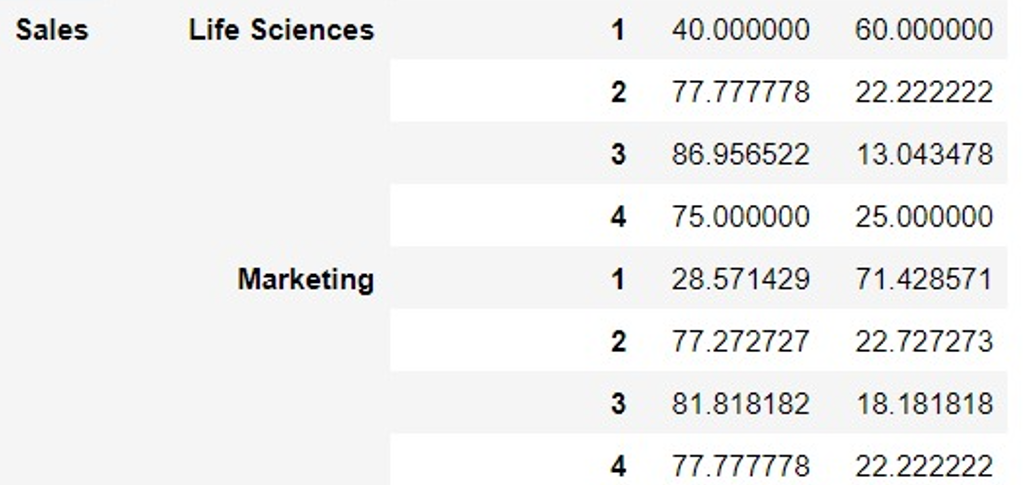 Sales Life Sciences 1 40.000000 60.000000
2 77.777778 22.222222
3 86.956522 13.043478
4 75.000000 25.000000
Marketing 1 28.571429 71.428571
2 77.272727 22.727273
3 81.818182 18.181818
4 77.777778 22.222222